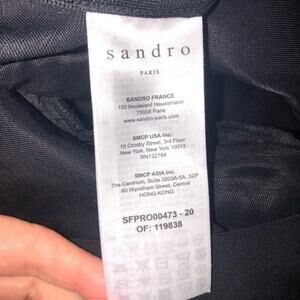 sandro
PARIS
SANDRO FRANCE
150 boulevard Haussmann
75008 Paris
www.sandro-paris.com
SMCP USA Inc.
10 Crosby Street, 3rd Floor
New York, New York 10013
RN132784
SMCP ASIA Inc.
The Centrium, Suite 3203A-5A, 32/F
60 Wyndham Street, Central
HONG-KONG
SFPRO00473 - 20
OF: 119838